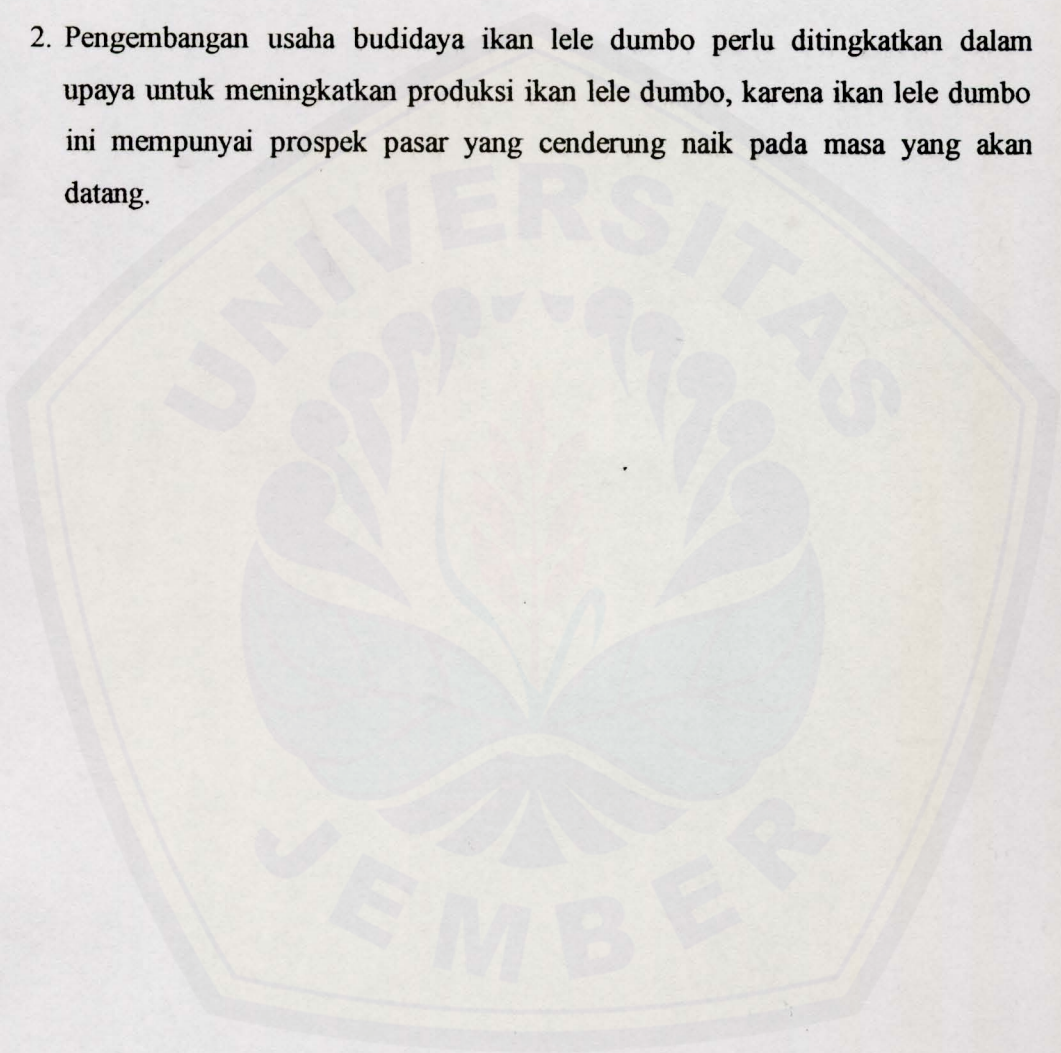 2. Pengembangan usaha budidaya ikan lele dumbo perlu ditingkatkan dalam
upaya untuk meningkatkan produksi ikan lele dumbo, karena ikan lele dumbo
ini mempunyai prospek pasar yang cenderung naik pada masa yang akan
datang.
UNIVERSITAS
JEMBER